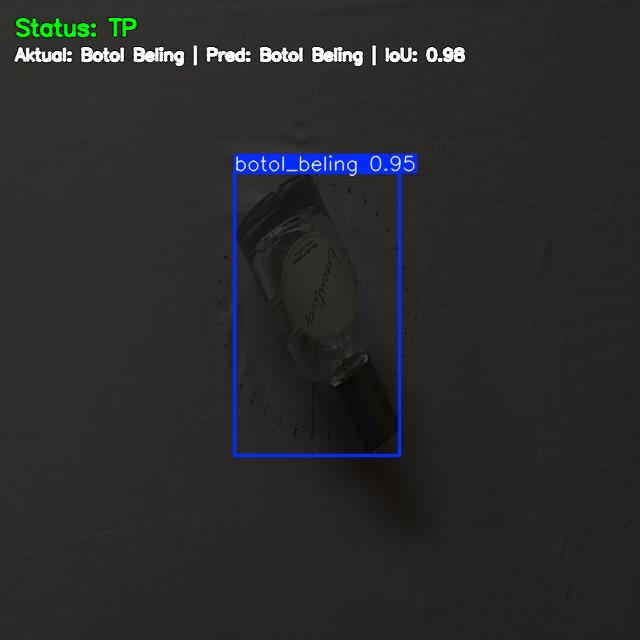 Status: TP
Aktual: Botol Beling | Pred: Botol Beling | IoU: 0.98
botol_beling 0.95